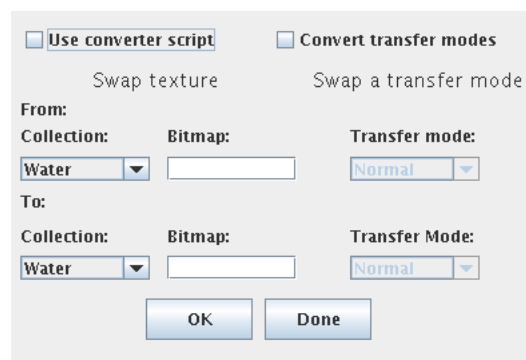 Use converter script Convert transfer modes
Swap texture Swap a transfer mode
From:
Collection: Bitmap: Transfer mode:
Water Normal
To:
Collection: Bitmap: Transfer Mode:
Water Normal
OK Done